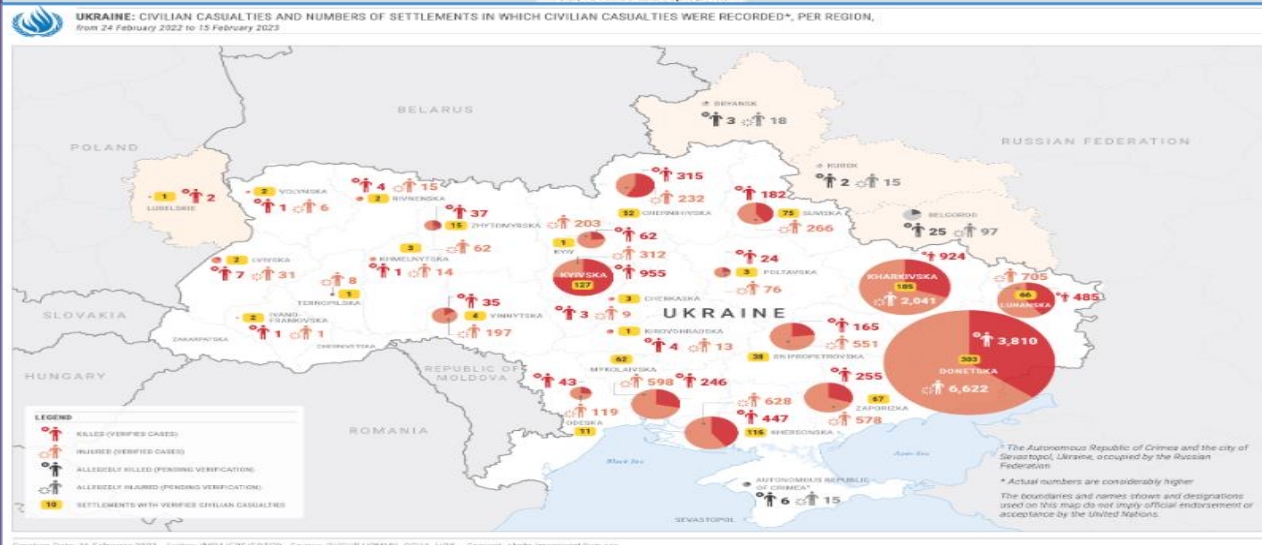 UKRAINE: CIVILIAN CASUALTIES AND NUMBERS OF SETTLEMENTS IN WHICH CIVILIAN CASUALTIES WERE RECORDED*, PER REGION,
from 24 February 2022 to 15 February 2023
BELARUS
POLAND
RUSSIAN FEDERATION
BRYANSK
3 18
KURSK
2 15
BELGOROD
25 97
1 2
LUBELSKIE
2 VOLYNSKA
1 6
4 15
2 RIVNENSKA
37
15 ZHYTOMYRSKA
62
315
232
52 CHERNIHIVSKA
182
75 SUMSKA
266
203
1
KYIV
62
312
955
KYIVSKA
127
2 LVIVSKA
7 31
3
KHMELNYTSKA
1 14
8
1
TERNOPILSKA
24
3 POLTAVSKA
76
924
KHARKIVSKA
185
2,041
705
66
LUHANSKA
485
3 CHERKASKA
3 9
35
4 VINNYTSKA
197
UKRAINE
2 IVANO-
FRANKIVSKA
1 1
ZAKARPATSKA
CHERNIVETSKA
1 KIROVOHRADSKA
4 13
165
551
38 DNIPROPETROVSKA
3,810
303
DONETSKA
6,622
SLOVAKIA
HUNGARY
REPUBLIC OF
MOLDOVA
ROMANIA
62
MYKOLAIVSKA
598 246
43
119
ODESKA
11
628
447
116 KHERSONSKA
255
67
ZAPORIZKA
578
Black Sea
Azov Sea
AUTONOMOUS REPUBLIC
OF CRIMEA*
6 15
SEVASTOPOL
LEGEND
KILLED (VERIFIED CASES)
INJURED (VERIFIED CASES)
ALLEGEDLY KILLED (PENDING VERIFICATION)
ALLEGEDLY INJURED (PENDING VERIFICATION)
10 SETTLEMENTS WITH VERIFIED CIVILIAN CASUALTIES
* The Autonomous Republic of Crimea and the city of
Sevastopol, Ukraine, occupied by the Russian
Federation
* Actual numbers are considerably higher
The boundaries and names shown and designations
used on this map do not imply official endorsement or
acceptance by the United Nations.